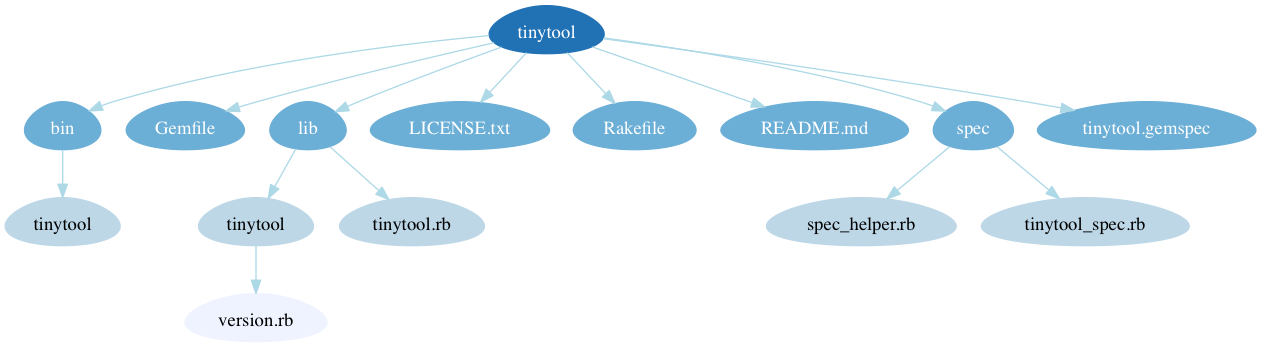 tinytool
bin
Gemfile
lib
LICENSE.txt
Rakefile
README.md
spec
tinytool.gemspec
tinytool
tinytool
tinytool.rb
spec_helper.rb
tinytool_spec.rb
version.rb